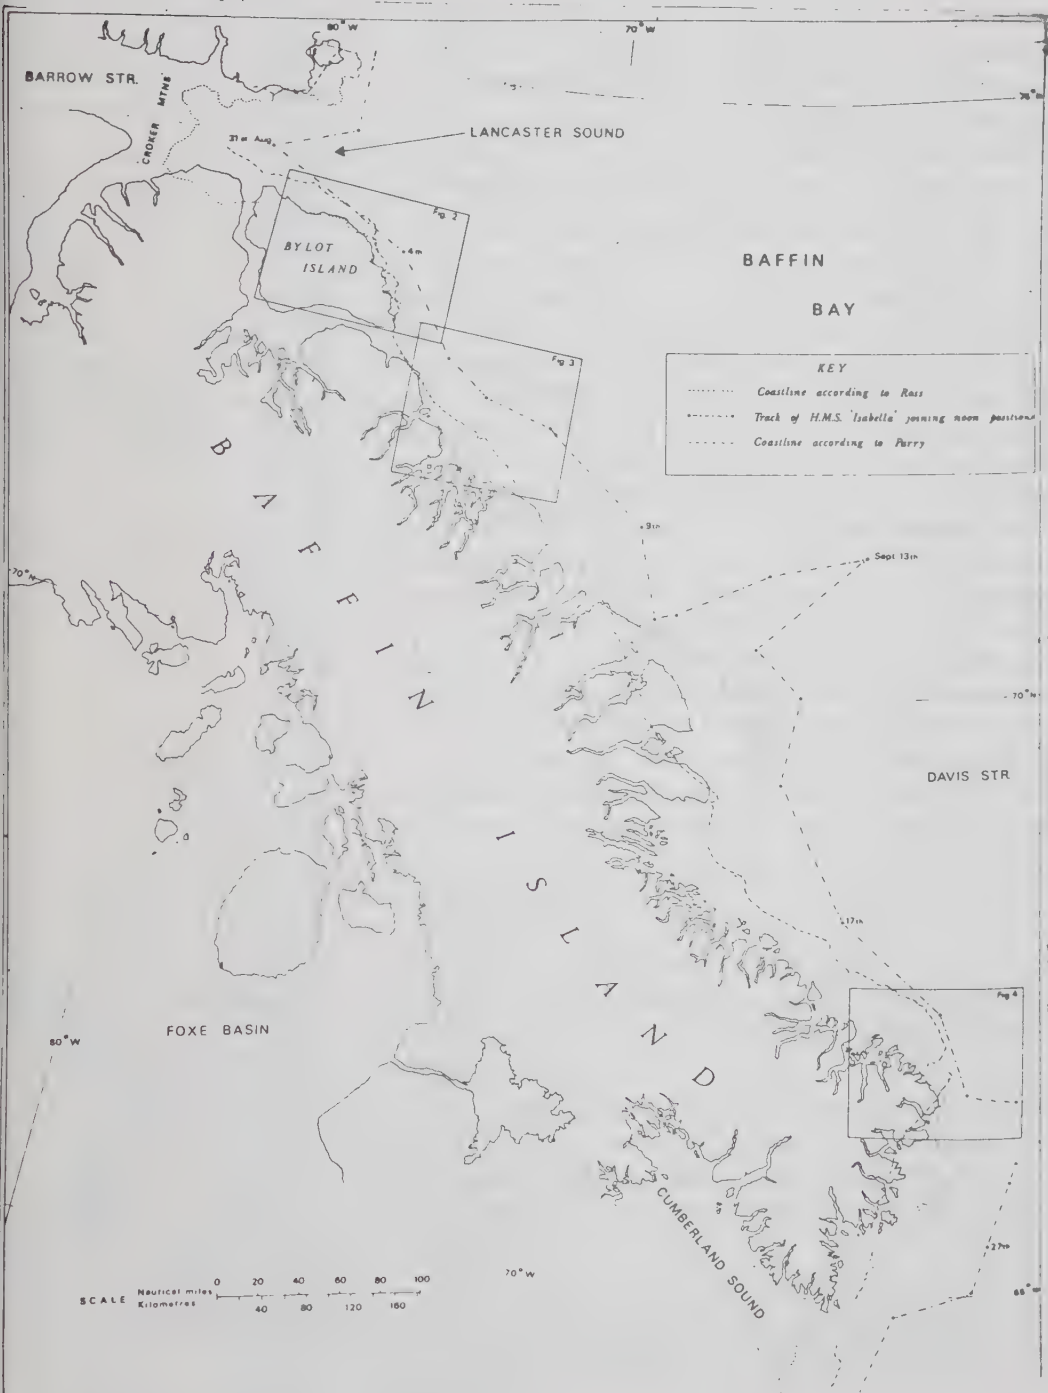 80°W
70°W
BARROW STR.
CROKER MTNS
LANCASTER SOUND
31st Aug.
Fig. 2
BYLOT
ISLAND
4th
BAFFIN
BAY
Fig. 3
KEY
Coastline according to Ross
Track of H.M.S. 'Isabella' joining noon positions
Coastline according to Parry
9th
Sept 13th
70°N
BAFFIN ISLAND
70°N
DAVIS STR
17th
Fig 4
FOXE BASIN
80°W
CUMBERLAND SOUND
27th
70°W
SCALE
Nautical miles 0 20 40 60 80 100
Kilometres 40 80 120 160